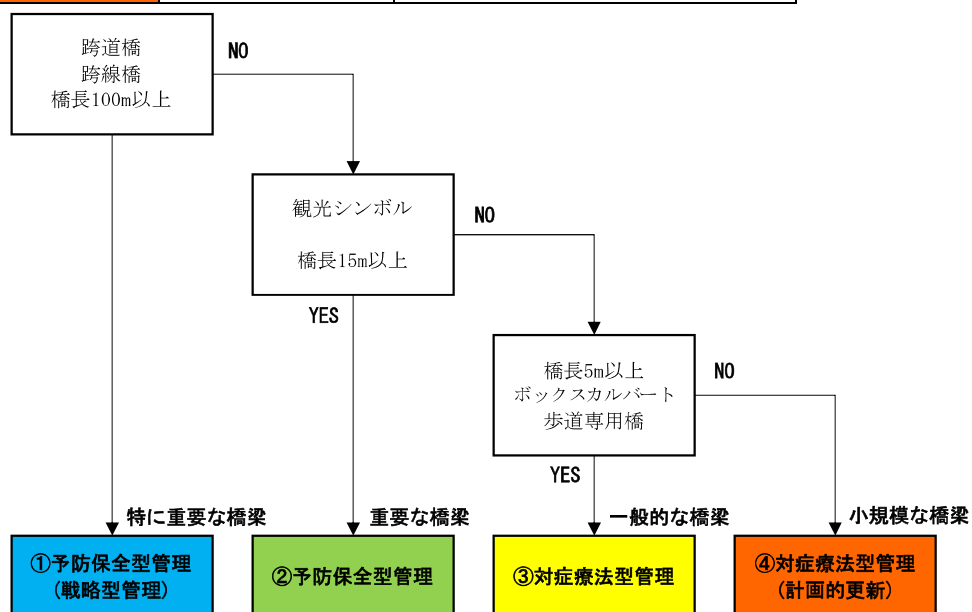 跨道橋
跨線橋
橋長100m以上
NO
観光シンボル
橋長15m以上
NO
YES
橋長5m以上
ボックスカルバート
歩道専用橋
NO
YES
特に重要な橋梁
重要な橋梁
一般的な橋梁
小規模な橋梁
①予防保全型管理
(戦略型管理)
②予防保全型管理
③対症療法型管理
④対症療法型管理
(計画的更新)